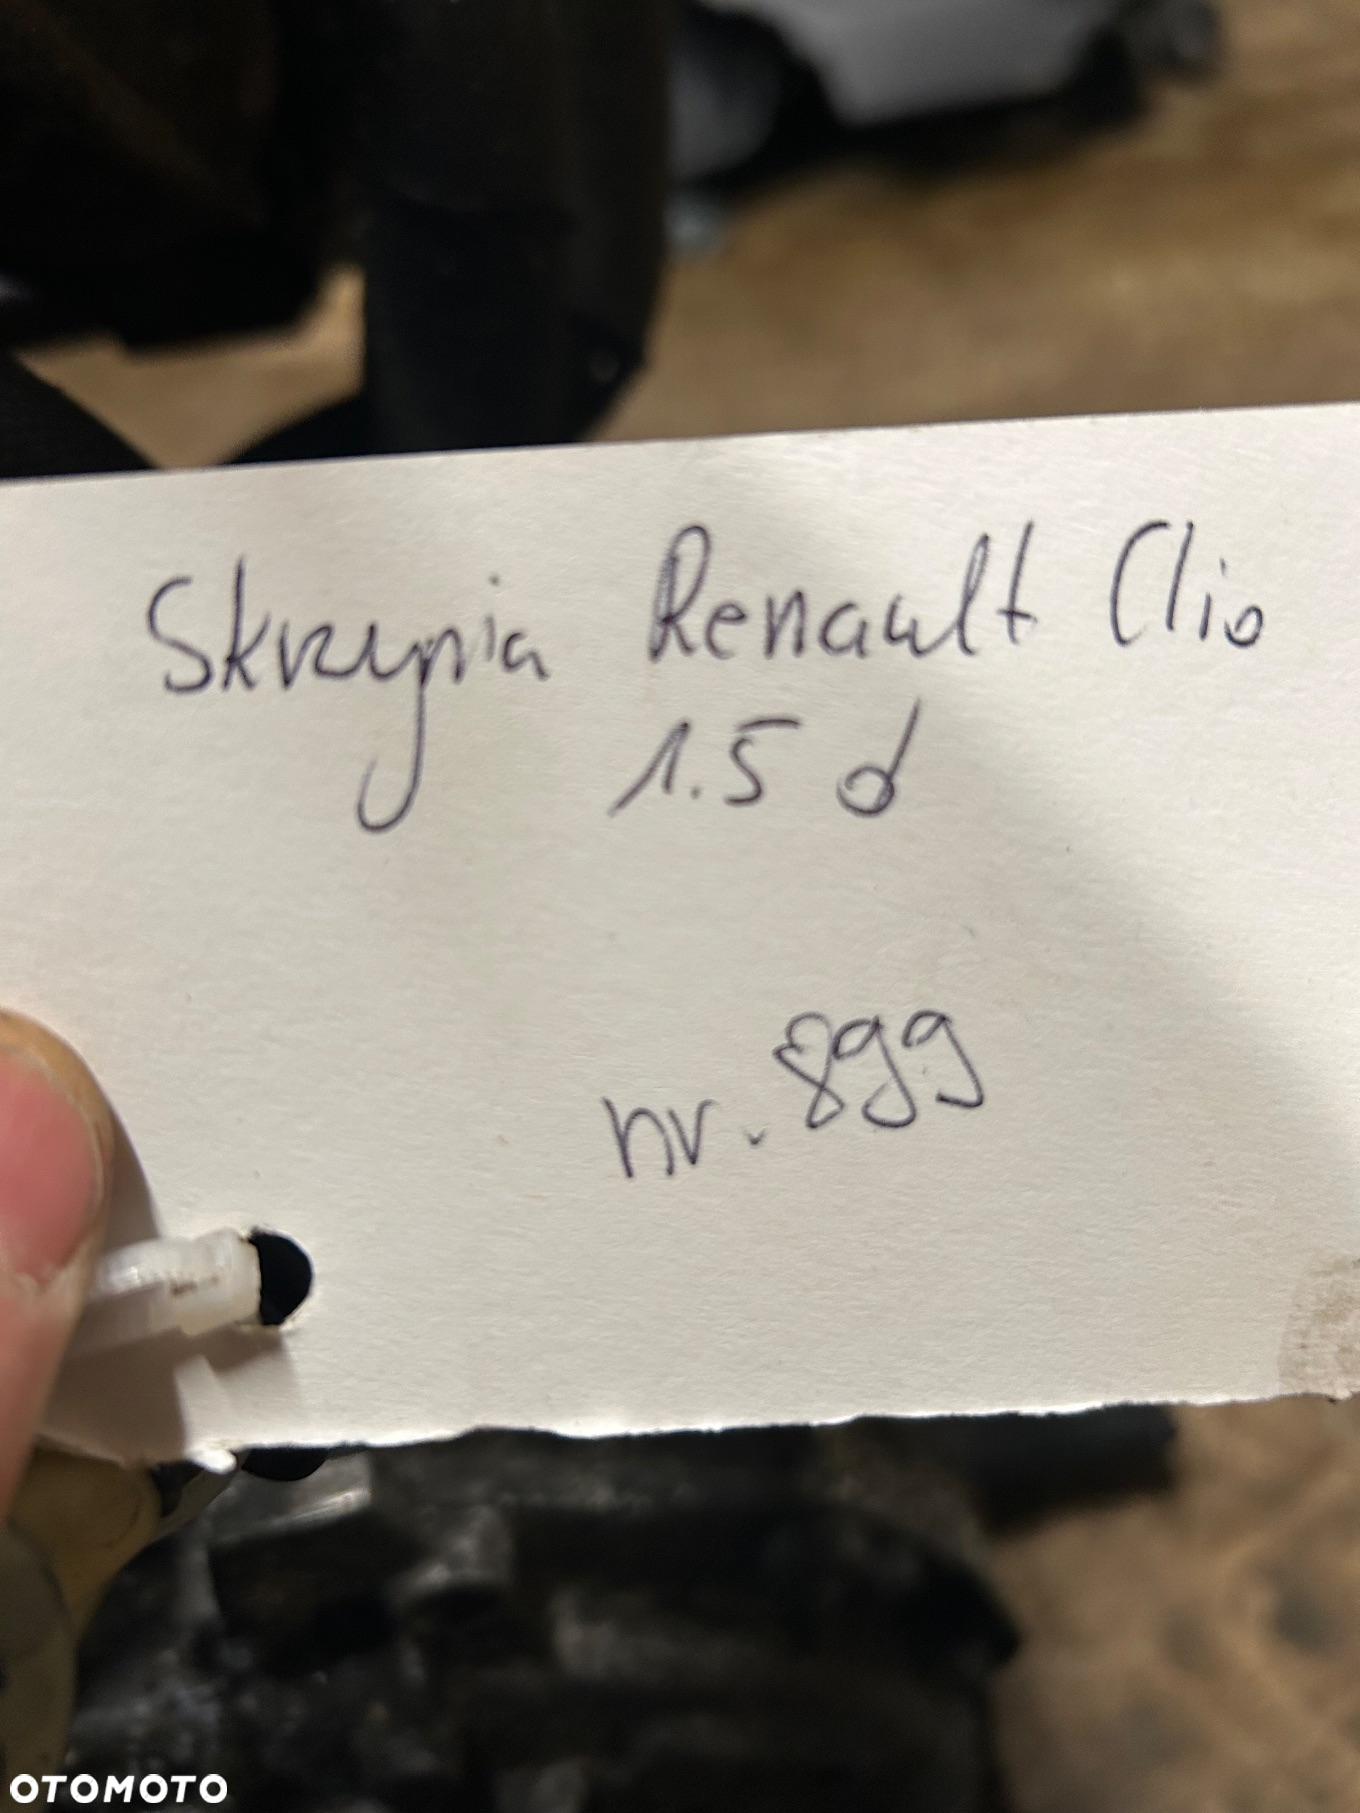 Skrzynia Renault Clio
1.5 d
nr. 899
OTOMOTO